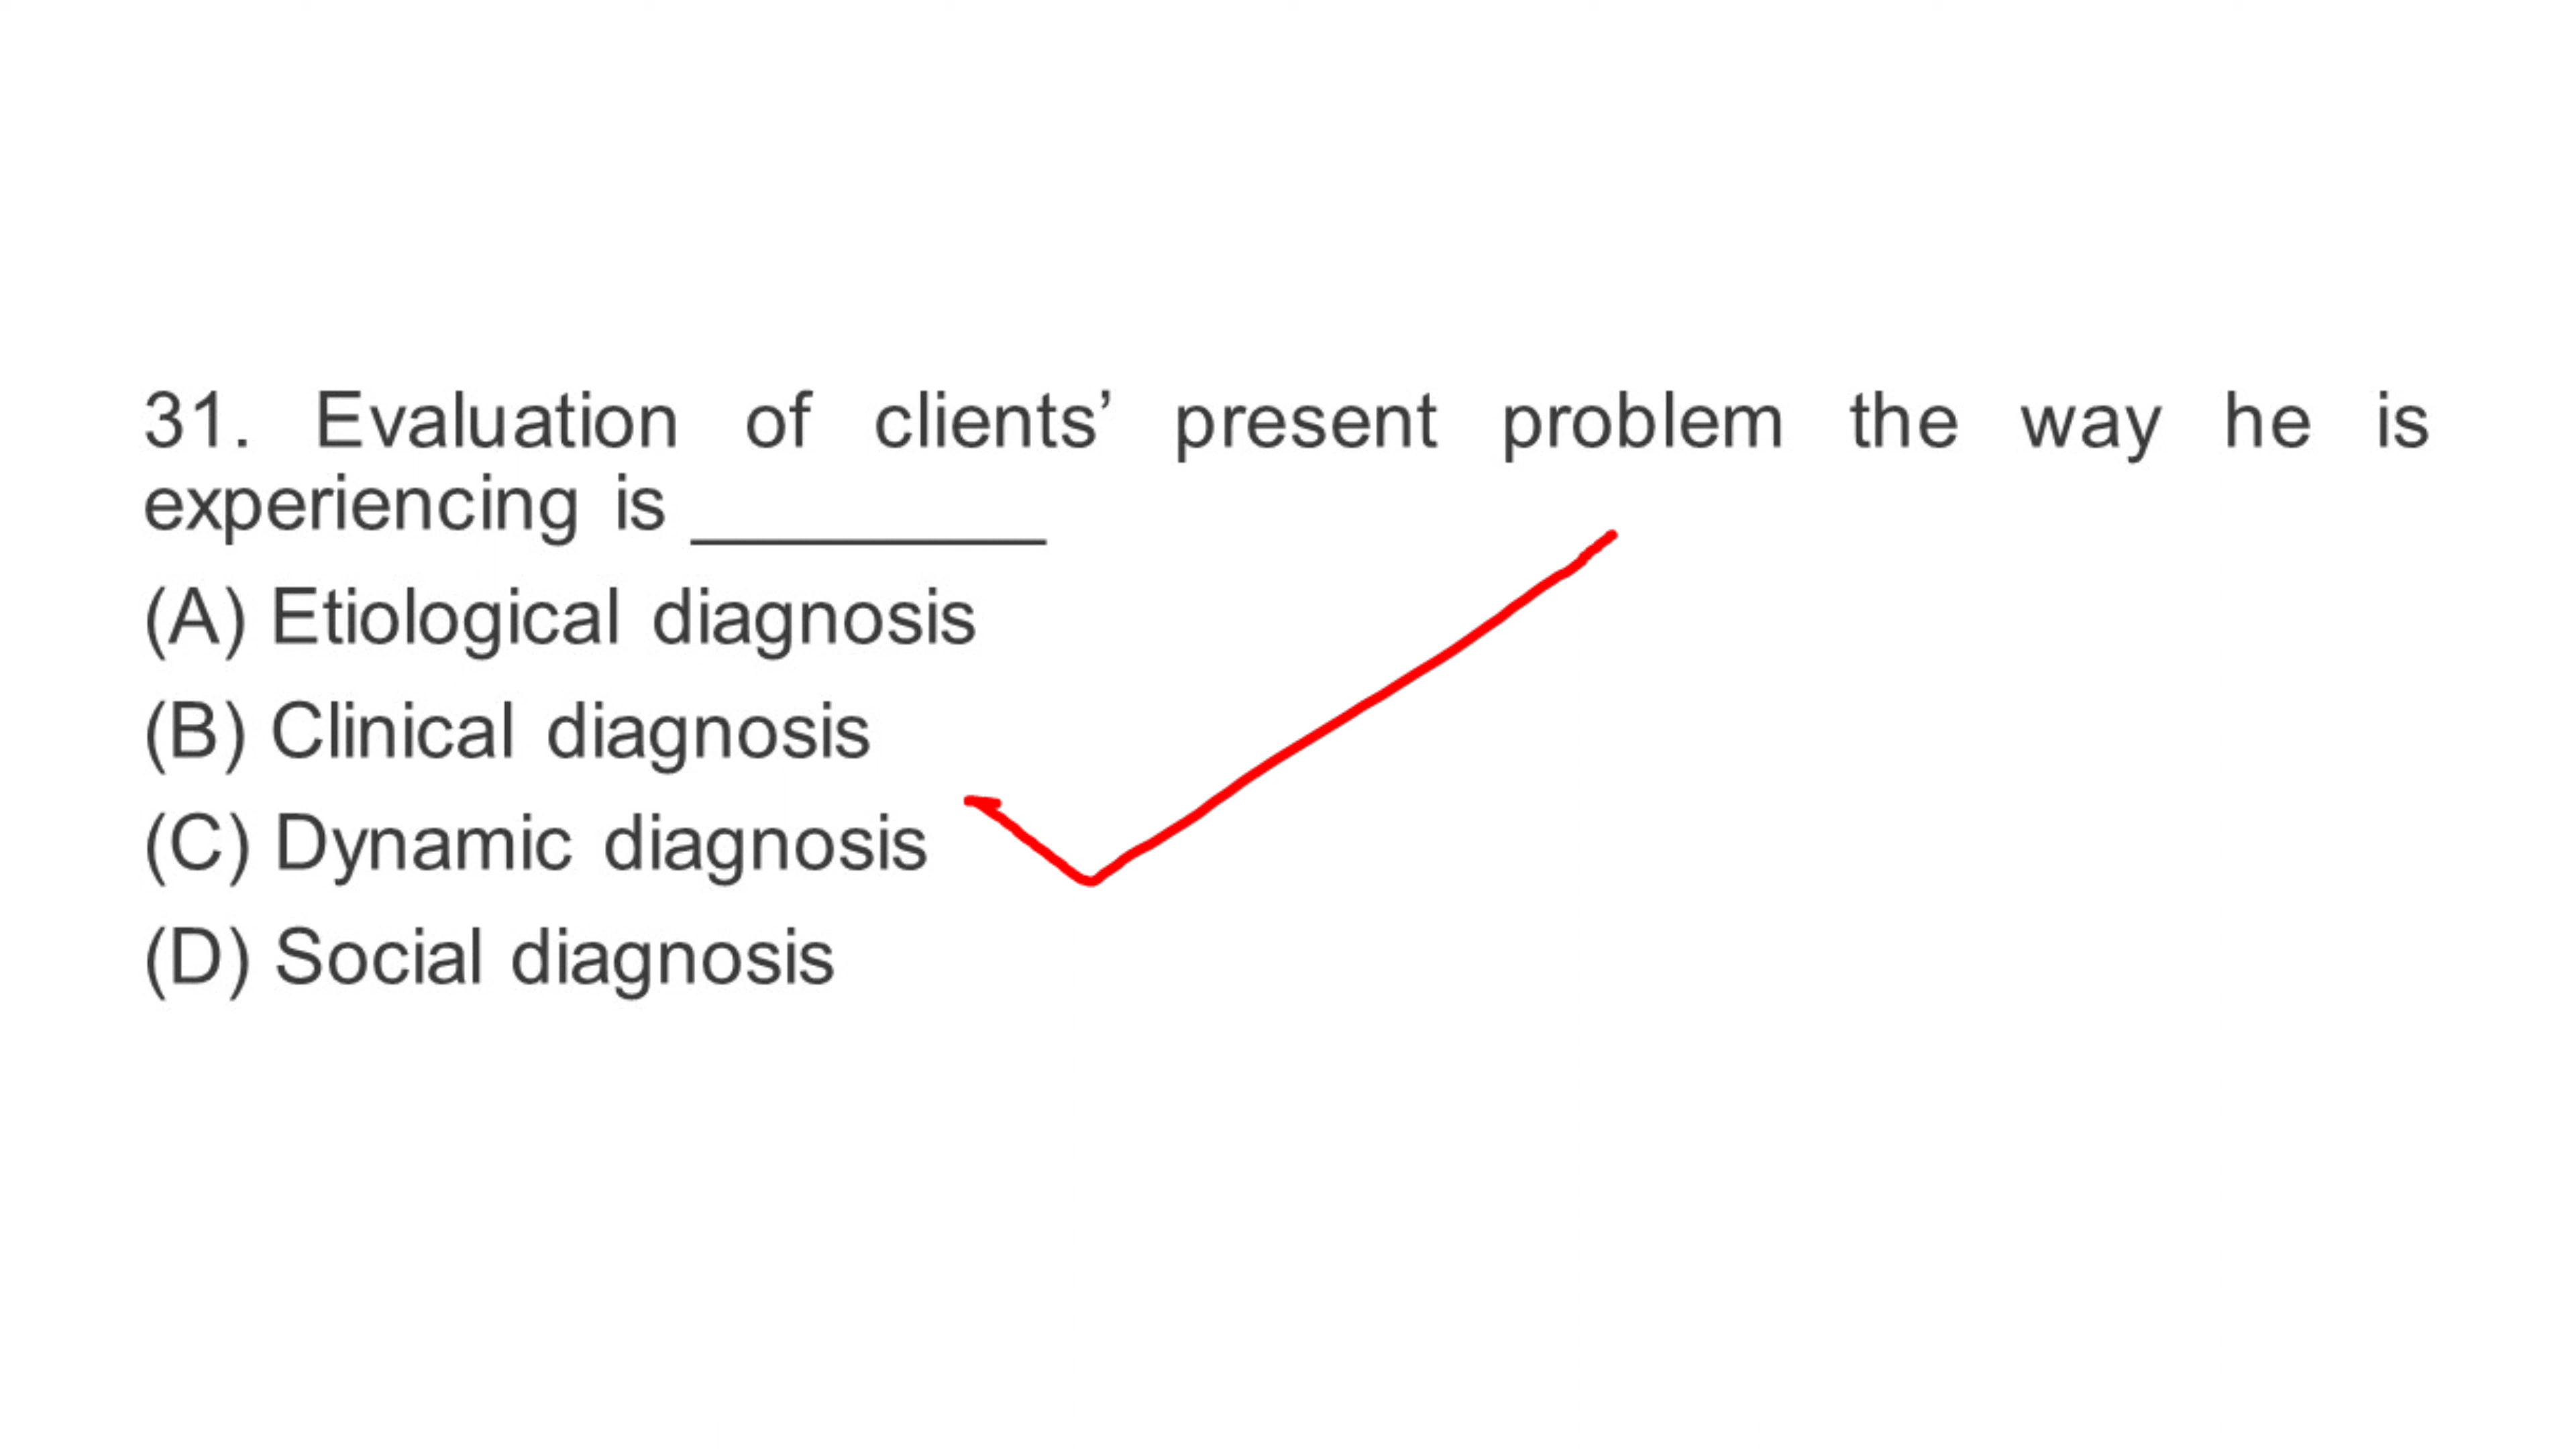 31. Evaluation of clients’ present problem the way he is
experiencing is __________
(A) Etiological diagnosis
(B) Clinical diagnosis
(C) Dynamic diagnosis
(D) Social diagnosis